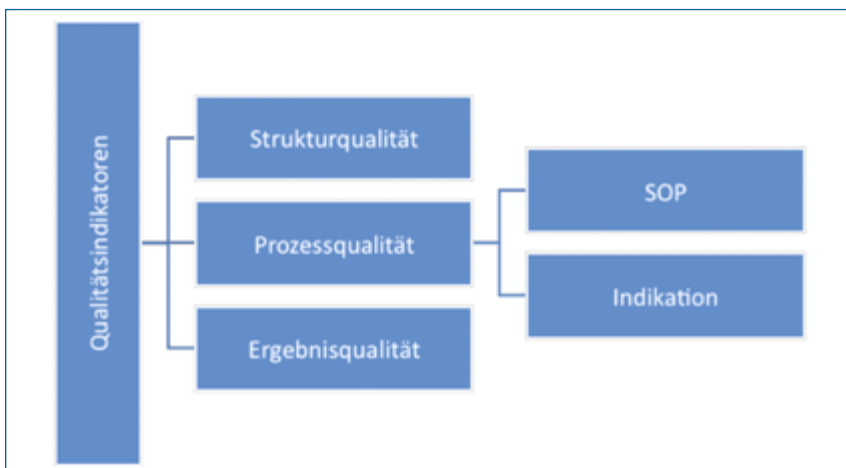 Qualitätsindikatoren
Strukturqualität
Prozessqualität
Ergebnisqualität
SOP
Indikation